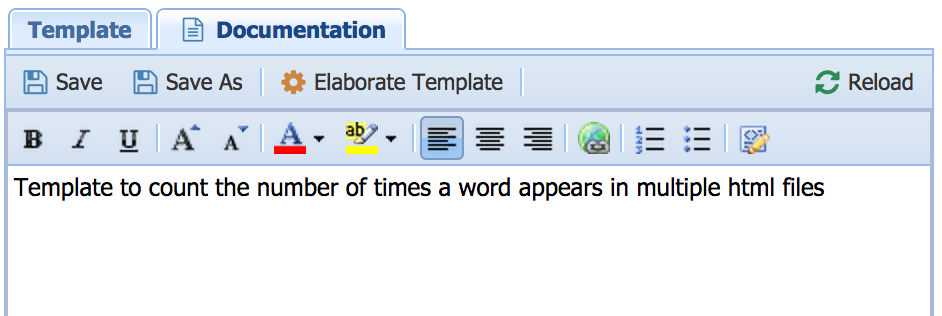 Template Documentation
Save Save As Elaborate Template Reload
B I U A A A ab
Template to count the number of times a word appears in multiple html files